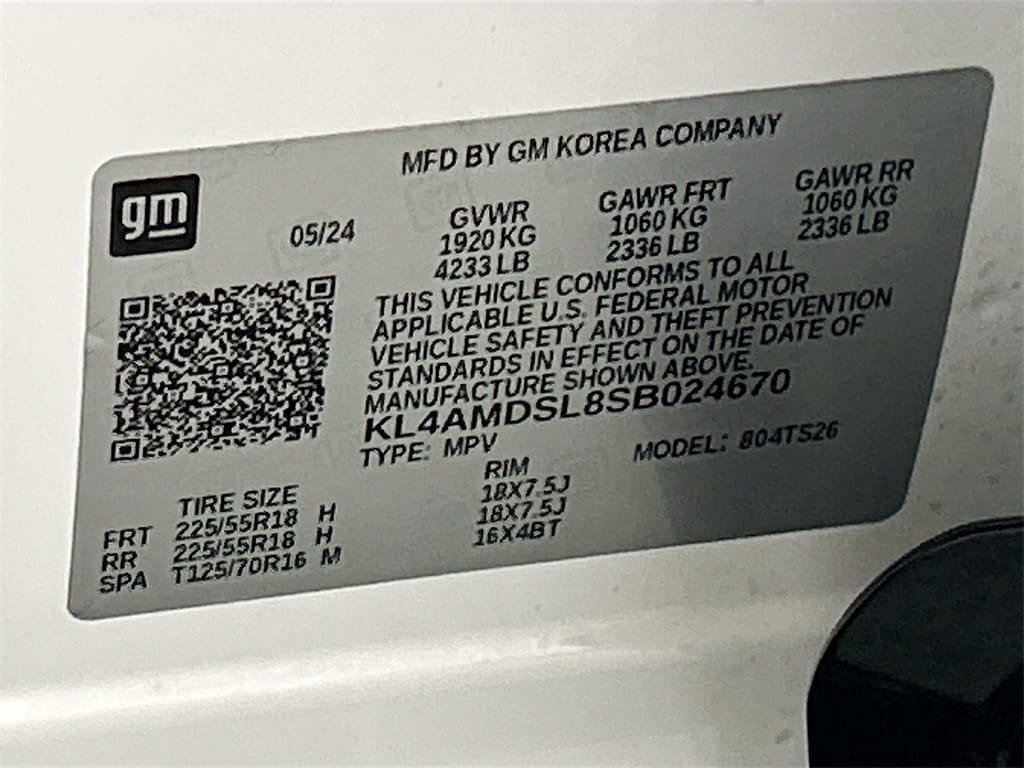 MFD BY GM KOREA COMPANY
gm
05/24
GVWR GAWR FRT GAWR RR
1920 KG 1060 KG 1060 KG
4233 LB 2336 LB 2336 LB
THIS VEHICLE CONFORMS TO ALL
APPLICABLE U.S. FEDERAL MOTOR
VEHICLE SAFETY AND THEFT PREVENTION
STANDARDS IN EFFECT ON THE DATE OF
MANUFACTURE SHOWN ABOVE.
KL4AMDSL8SB024670
TYPE: MPV MODEL: 804TS26
TIRE SIZE RIM
FRT 225/55R18 H 18X7.5J
RR 225/55R18 H 18X7.5J
SPA T125/70R16 M 16X4BT